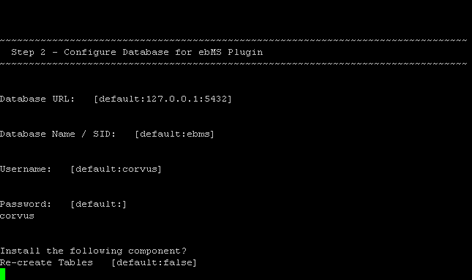 ~~~~~~~~~~~~~~~~~~~~~~~~~~~~~~~~~~~~~~~~~~~~~~~~~~~~~~~~~~~~~~~~~~~~~~~~~~~~~~
Step 2 - Configure Database for ebMS Plugin
~~~~~~~~~~~~~~~~~~~~~~~~~~~~~~~~~~~~~~~~~~~~~~~~~~~~~~~~~~~~~~~~~~~~~~~~~~~~~~
Database URL:   [default:127.0.0.1:5432]
Database Name / SID:   [default:ebms]
Username:   [default:corvus]
Password:   [default:]
corvus
Install the following component?
Re-create Tables   [default:false]